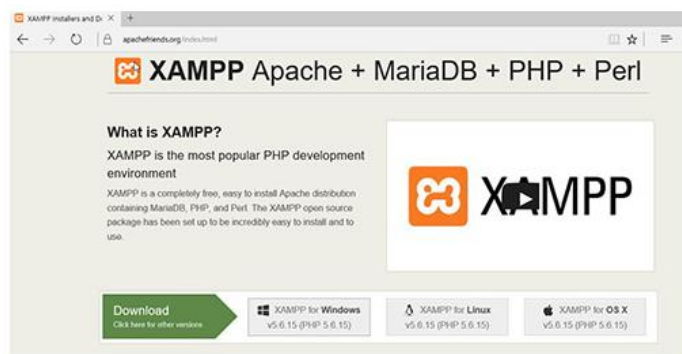 XAMPP Installers and Do
apachefriends.org/index.html
XAMPP Apache + MariaDB + PHP + Perl
What is XAMPP?
XAMPP is the most popular PHP development
environment
XAMPP is a completely free, easy to install Apache distribution
containing MariaDB, PHP, and Perl. The XAMPP open source
package has been set up to be incredibly easy to install and to
use.
XAMPP
Download
Click here for other versions
XAMPP for Windows
v5.6.15 (PHP 5.6.15)
XAMPP for Linux
v5.6.15 (PHP 5.6.15)
XAMPP for OS X
v5.6.15 (PHP 5.6.15)